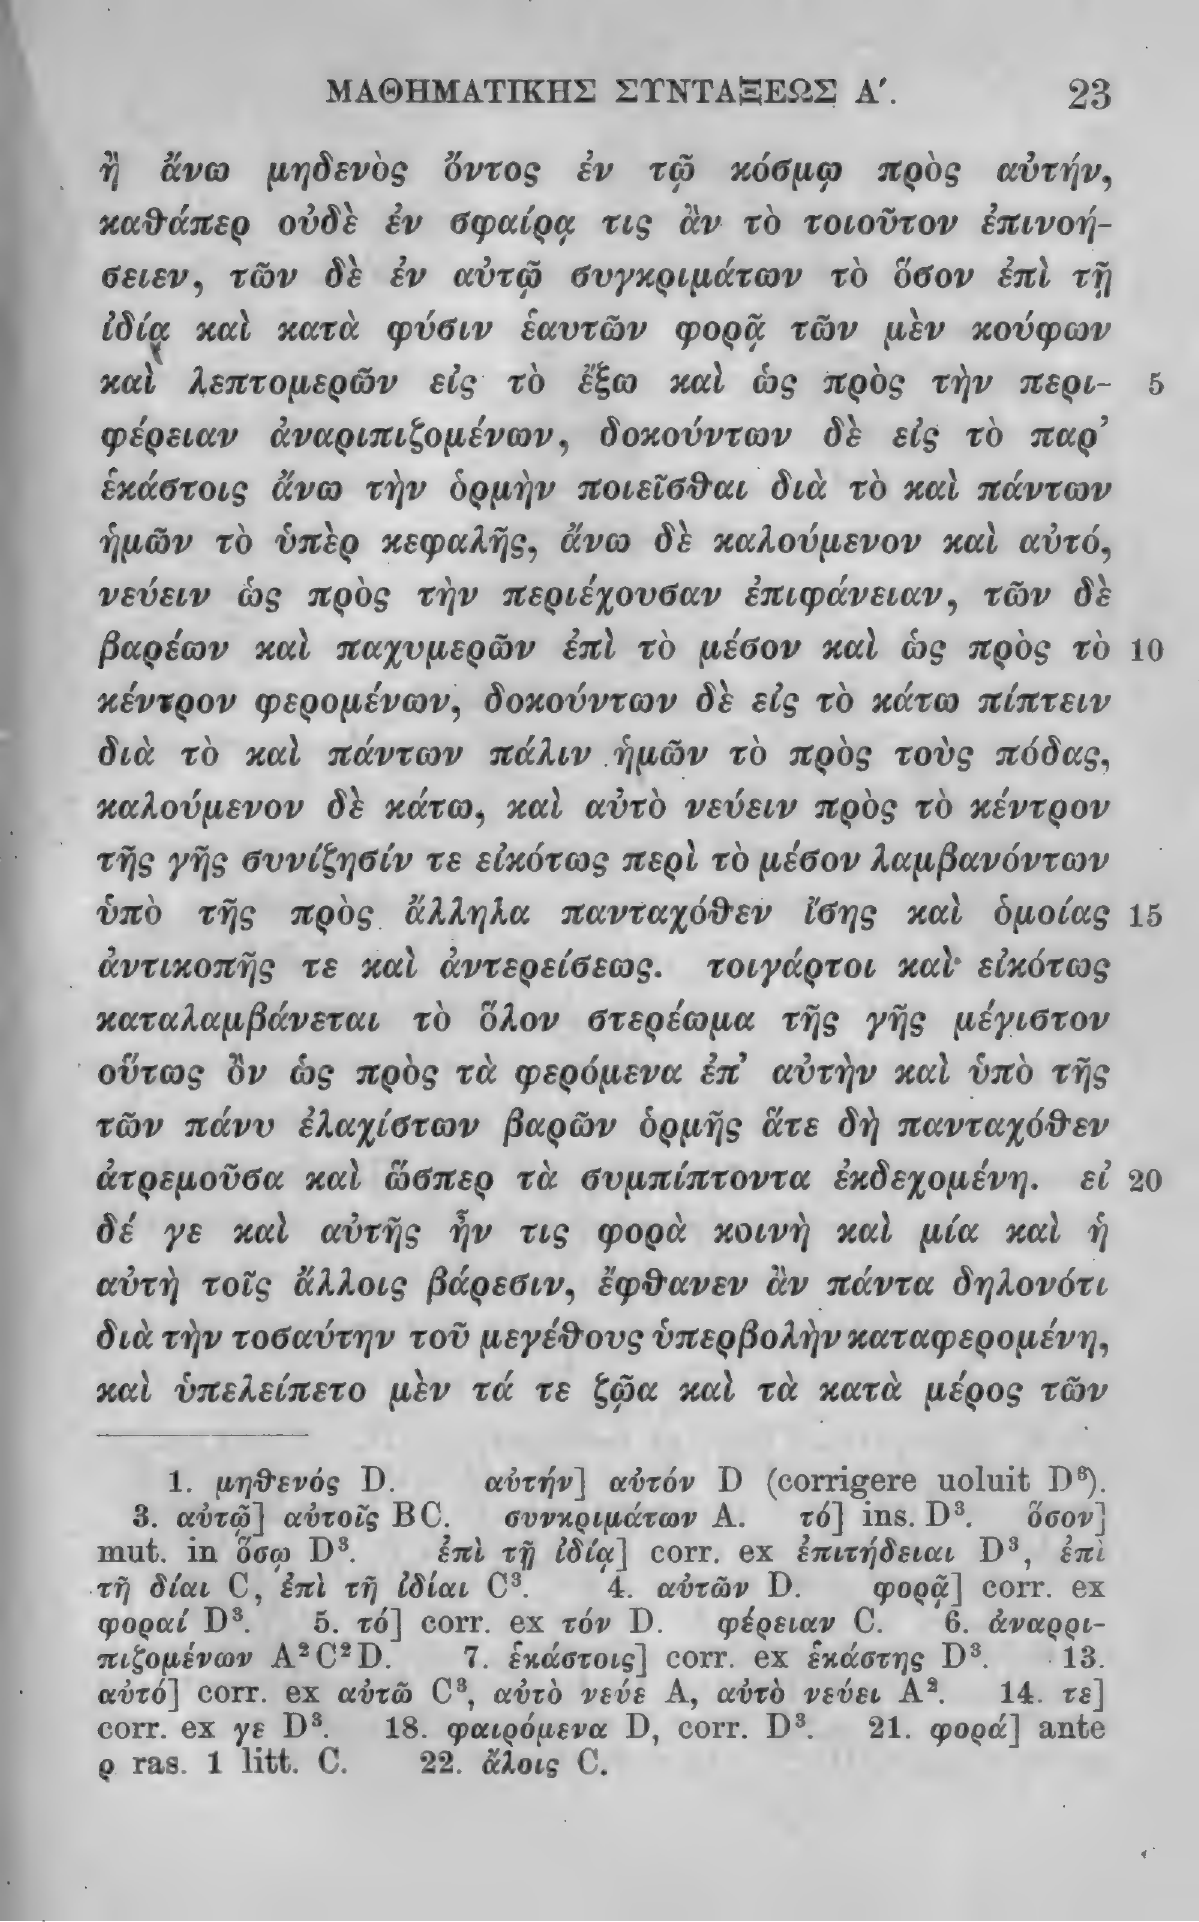 ΜΑΘΗΜΑΤΙΚΗΣ ΣΥΝΤΑΞΕΩΣ Α΄. 23
ἢ ἄνω μηδενὸς ὄντος ἐν τῷ κόσμῳ πρὸς αὐτήν,
καθάπερ οὐδὲ ἐν σφαίρᾳ τις ἂν τὸ τοιοῦτον ἐπινοή-
σειεν, τῶν δὲ ἐν αὐτῷ συγκριμάτων τὸ ὅσον ἐπὶ τῇ
ἰδίᾳ καὶ κατὰ φύσιν ἑαυτῶν φορᾷ τῶν μὲν κούφων
καὶ λεπτομερῶν εἰς τὸ ἔξω καὶ ὡς πρὸς τὴν περι- 5
φέρειαν ἀναριπιζομένων, δοκούντων δὲ εἰς τὸ παρ’
ἑκάστοις ἄνω τὴν ὁρμὴν ποιεῖσθαι διὰ τὸ καὶ πάντων
ἡμῶν τὸ ὑπὲρ κεφαλῆς, ἄνω δὲ καλούμενον καὶ αὐτό,
νεύειν ὡς πρὸς τὴν περιέχουσαν ἐπιφάνειαν, τῶν δὲ
βαρέων καὶ παχυμερῶν ἐπὶ τὸ μέσον καὶ ὡς πρὸς τὸ 10
κέντρον φερομένων, δοκούντων δὲ εἰς τὸ κάτω πίπτειν
διὰ τὸ καὶ πάντων πάλιν ἡμῶν τὸ πρὸς τοὺς πόδας,
καλούμενον δὲ κάτω, καὶ αὐτὸ νεύειν πρὸς τὸ κέντρον
τῆς γῆς συνίζησίν τε εἰκότως περὶ τὸ μέσον λαμβανόντων
ὑπὸ τῆς πρὸς ἄλληλα πανταχόθεν ἴσης καὶ ὁμοίας 15
ἀντικοπῆς τε καὶ ἀντερείσεως. τοιγάρτοι καὶ εἰκότως
καταλαμβάνεται τὸ ὅλον στερέωμα τῆς γῆς μέγιστον
οὕτως ὂν ὡς πρὸς τὰ φερόμενα ἐπ’ αὐτὴν καὶ ὑπὸ τῆς
τῶν πάνυ ἐλαχίστων βαρῶν ὁρμῆς ἅτε δὴ πανταχόθεν
ἀτρεμοῦσα καὶ ὥσπερ τὰ συμπίπτοντα ἐκδεχομένη. εἰ 20
δέ γε καὶ αὐτῆς ἦν τις φορὰ κοινὴ καὶ μία καὶ ἡ
αὐτὴ τοῖς ἄλλοις βάρεσιν, ἔφθανεν ἂν πάντα δηλονότι
διὰ τὴν τοσαύτην τοῦ μεγέθους ὑπερβολὴν καταφερομένη,
καὶ ὑπελείπετο μὲν τά τε ζῷα καὶ τὰ κατὰ μέρος τῶν
1. μηθενός D. αὐτήν] αὐτόν D (corrigere uoluit D³).
3. αὐτῷ] αὐτοῖς BC. συνκριμάτων A. τό] ins. D³. ὅσον]
mut. in ὅσῳ D³. ἐπὶ τῇ ἰδίᾳ] corr. ex ἐπιτήδειαι D³, ἐπὶ
τῆ δίαι C, ἐπὶ τῆ ἰδίαι C³. 4. αὐτῶν D. φορᾷ] corr. ex
φοραί D³. 5. τό] corr. ex τόν D. φέρειαν C. 6. ἀναρρι-
πιζομένων A²C²D. 7. ἑκάστοις] corr. ex ἑκάστης D³. 13.
αὐτό] corr. ex αὐτῶ C³, αὐτὸ νεύε A, αὐτὸ νεύει A². 14. τε]
corr. ex γε D³. 18. φαιρόμενα D, corr. D³. 21. φορά] ante
ρ ras. 1 litt. C. 22. ἄλοις C.